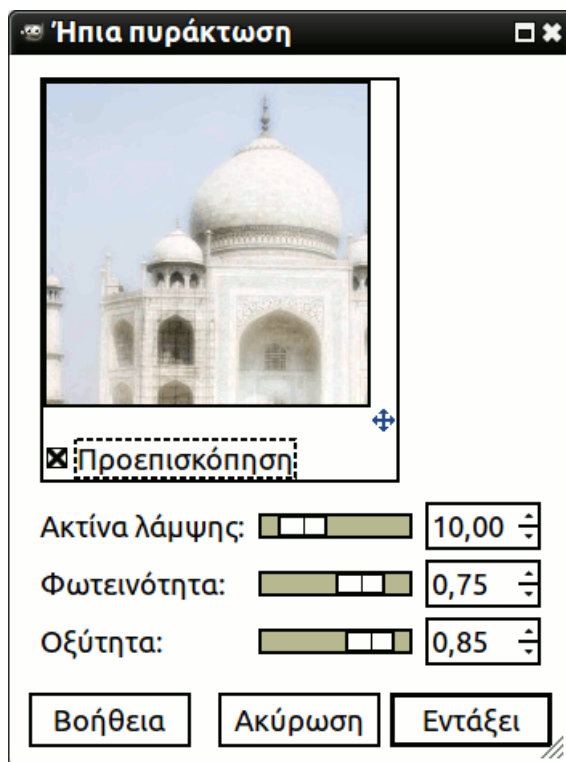 Ήπια πυράκτωση
Προεπισκόπηση
Ακτίνα λάμψης: 10,00
Φωτεινότητα: 0,75
Οξύτητα: 0,85
Βοήθεια Ακύρωση Εντάξει